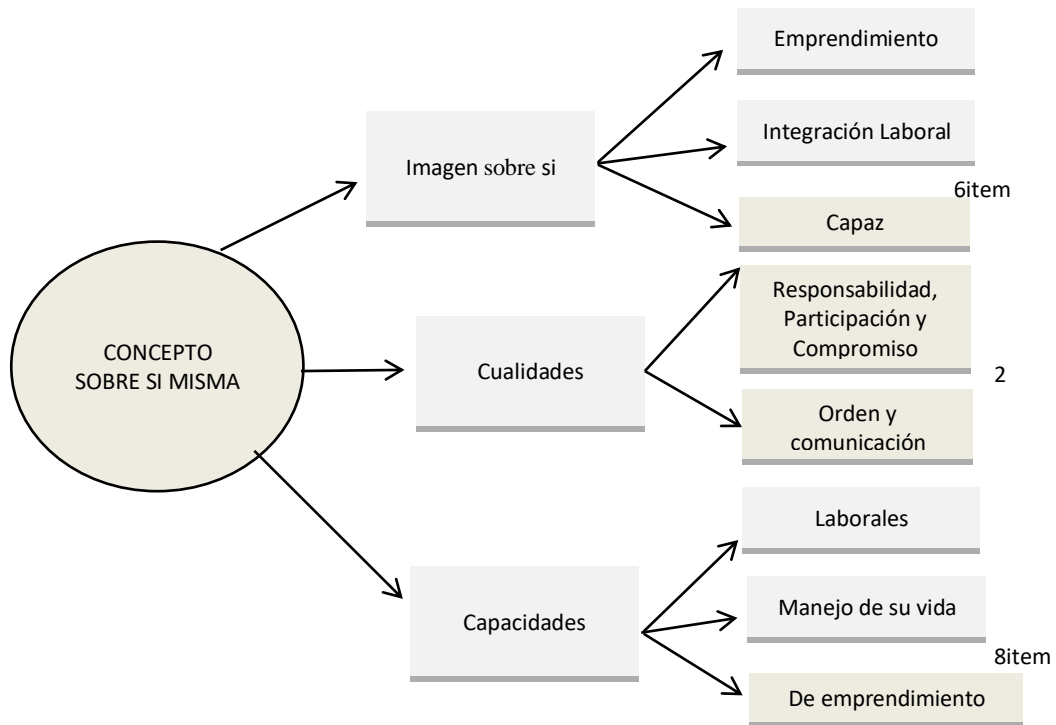 Emprendimiento
Integración Laboral
Imagen sobre si
6item
Capaz
CONCEPTO
SOBRE SI MISMA
Cualidades
Responsabilidad,
Participación y
Compromiso
2
Orden y
comunicación
Capacidades
Laborales
Manejo de su vida
8item
De emprendimiento